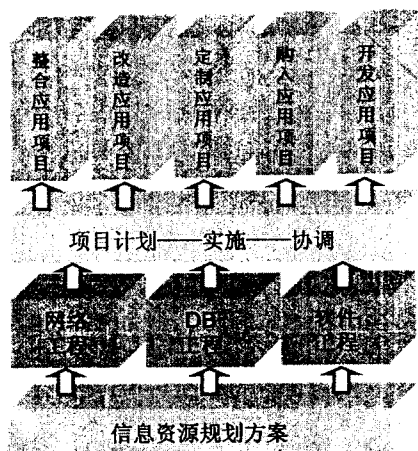 整合应用项目
改造应用项目
定制应用项目
购入应用项目
开发应用项目
项目计划——实施——协调
网络
工程
DB
工程
软件
工程
信息资源规划方案